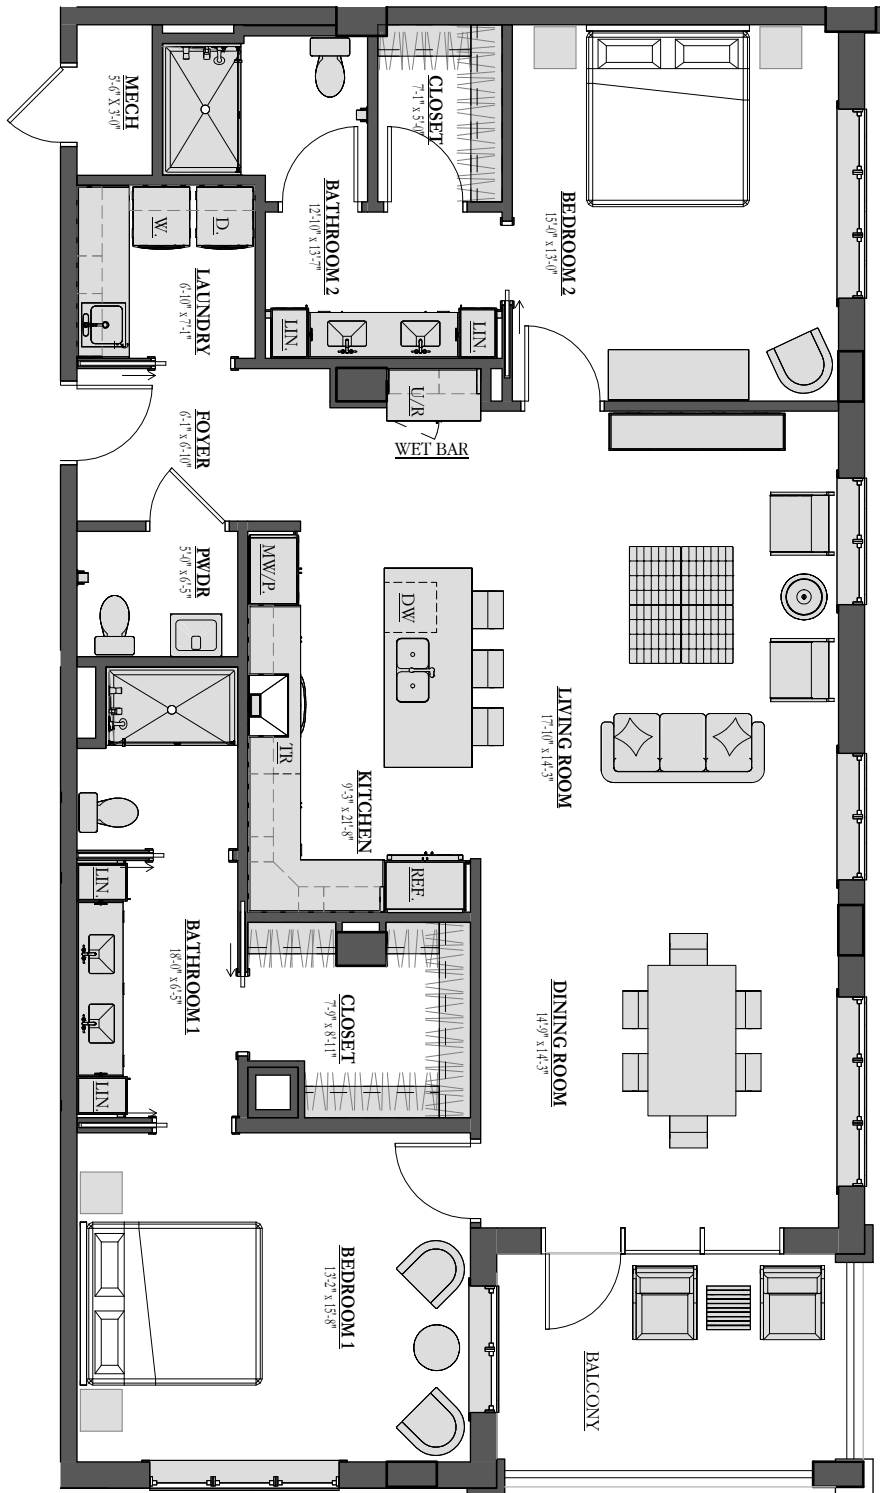 MECH
5'-6" X 3'-0"
CLOSET
7'-1" x 5'-0"
BATHROOM 2
12'-10" x 13'-7"
BEDROOM 2
15'-0" x 13'-0"
W.
D.
LAUNDRY
6'-10" x 7'-1"
LIN.
LIN.
U/R
WET BAR
FOYER
6'-1" x 6'-10"
PWDR
5'-0" x 6'-5"
MW/P.
DW
TR
KITCHEN
9'-3" x 21'-8"
REF.
LIVING ROOM
17'-10" x 14'-3"
LIN.
BATHROOM 1
18'-0" x 6'-5"
LIN.
CLOSET
7'-9" x 8'-11"
DINING ROOM
14'-9" x 14'-3"
BEDROOM 1
13'-2" x 15'-8"
BALCONY